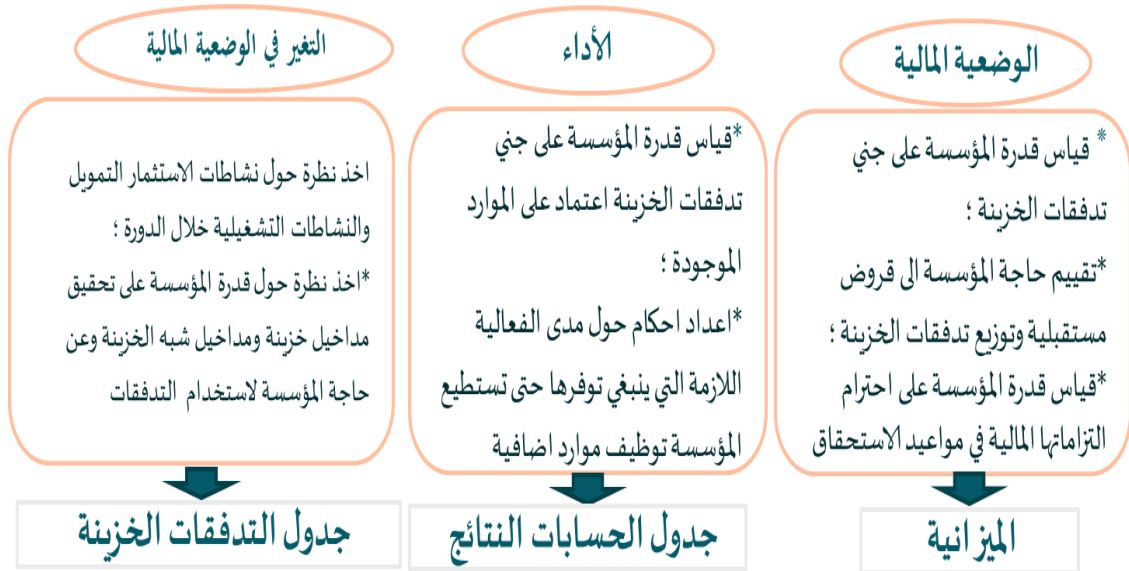 الوضعية المالية
* قياس قدرة المؤسسة على جني
تدفقات الخزينة ؛
*تقييم حاجة المؤسسة الى قروض
مستقبلية وتوزيع تدفقات الخزينة ؛
*قياس قدرة المؤسسة على احترام
التزاماتها المالية في مواعيد الاستحقاق
الميزانية
الأداء
*قياس قدرة المؤسسة على جني
تدفقات الخزينة اعتماد على الموارد
الموجودة ؛
*اعداد احكام حول مدى الفعالية
اللازمة التي ينبغي توفرها حتى تستطيع
المؤسسة توظيف موارد اضافية
جدول الحسابات النتائج
التغير في الوضعية المالية
اخذ نظرة حول نشاطات الاستثمار التمويل
والنشاطات التشغيلية خلال الدورة ؛
*اخذ نظرة حول قدرة المؤسسة على تحقيق
مداخيل خزينة ومداخيل شبه الخزينة وعن
حاجة المؤسسة لاستخدام التدفقات
جدول التدفقات الخزينة